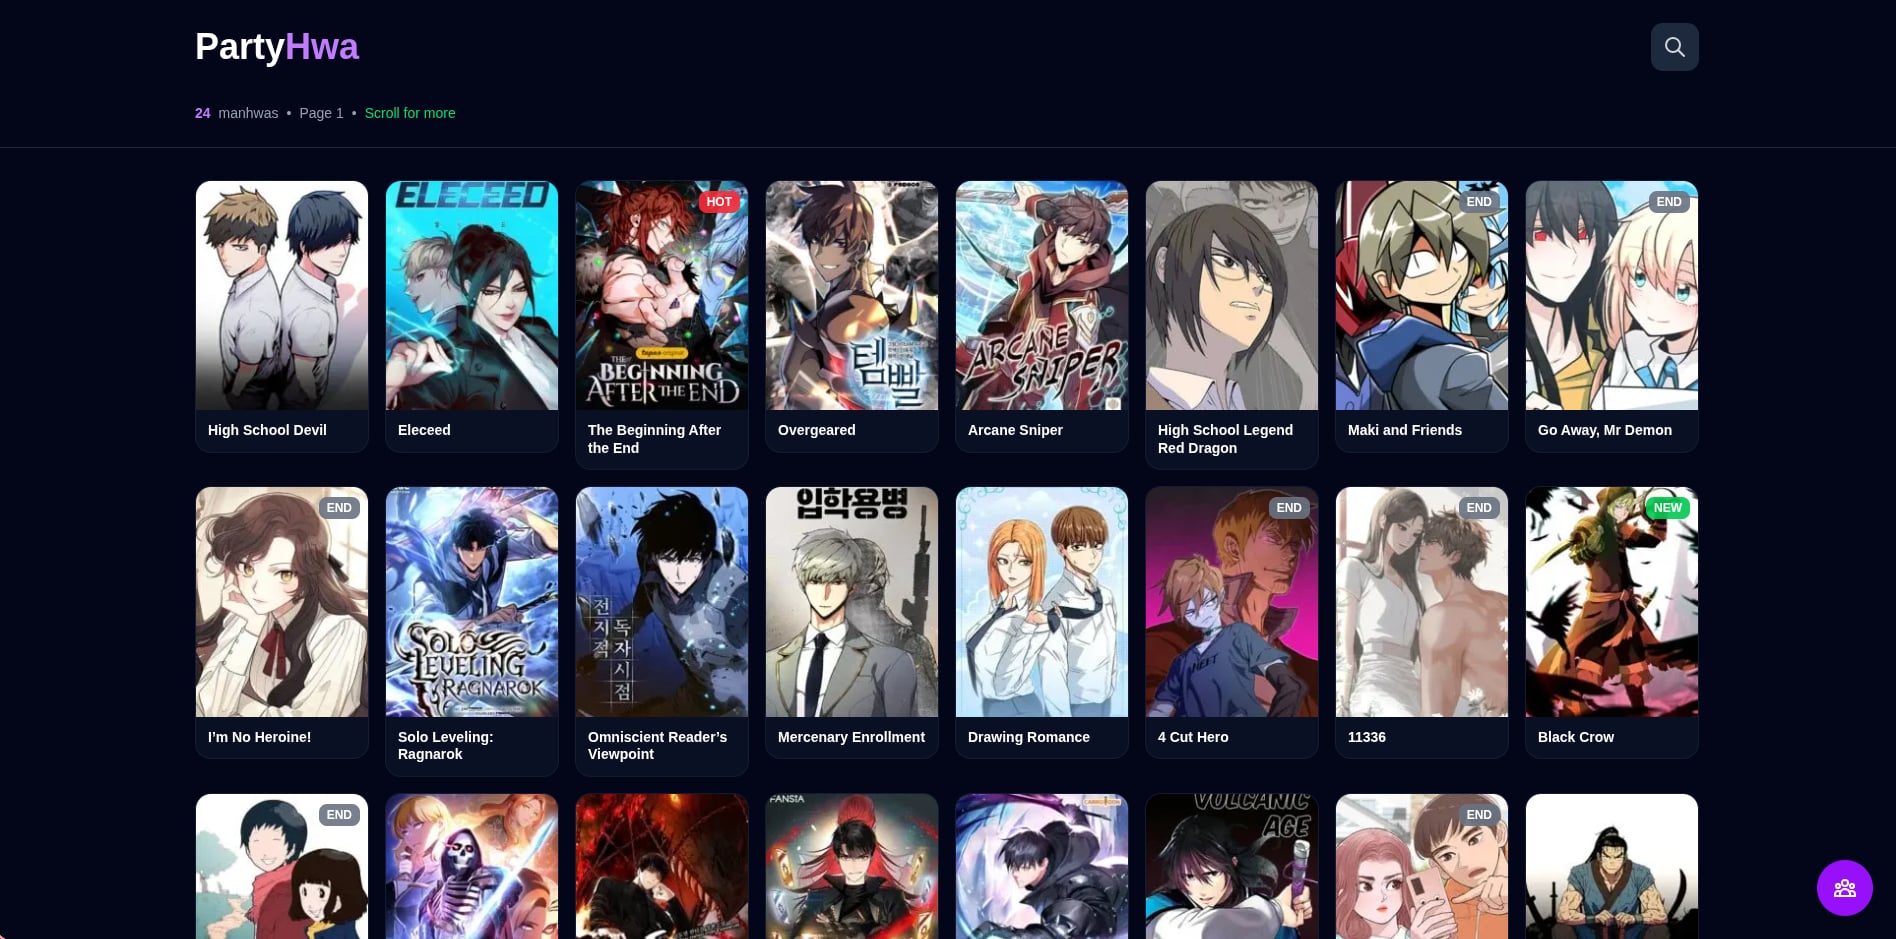 PartyHwa
24 manhwas • Page 1 • Scroll for more
ELECEED
HOT
THE
tapas original
BEGINNING
AFTER THE END
템빨
ARCANE
SNIPER
END
END
High School Devil
Eleceed
The Beginning After
the End
Overgeared
Arcane Sniper
High School Legend
Red Dragon
Maki and Friends
Go Away, Mr Demon
END
SOLO
LEVELING
RAGNAROK
전지적
독자시점
입학용병
END
END
NEW
I'm No Heroine!
Solo Leveling:
Ragnarok
Omniscient Reader's
Viewpoint
Mercenary Enrollment
Drawing Romance
4 Cut Hero
11336
Black Crow
END
FANSIA
VOLCANIC
AGE
END